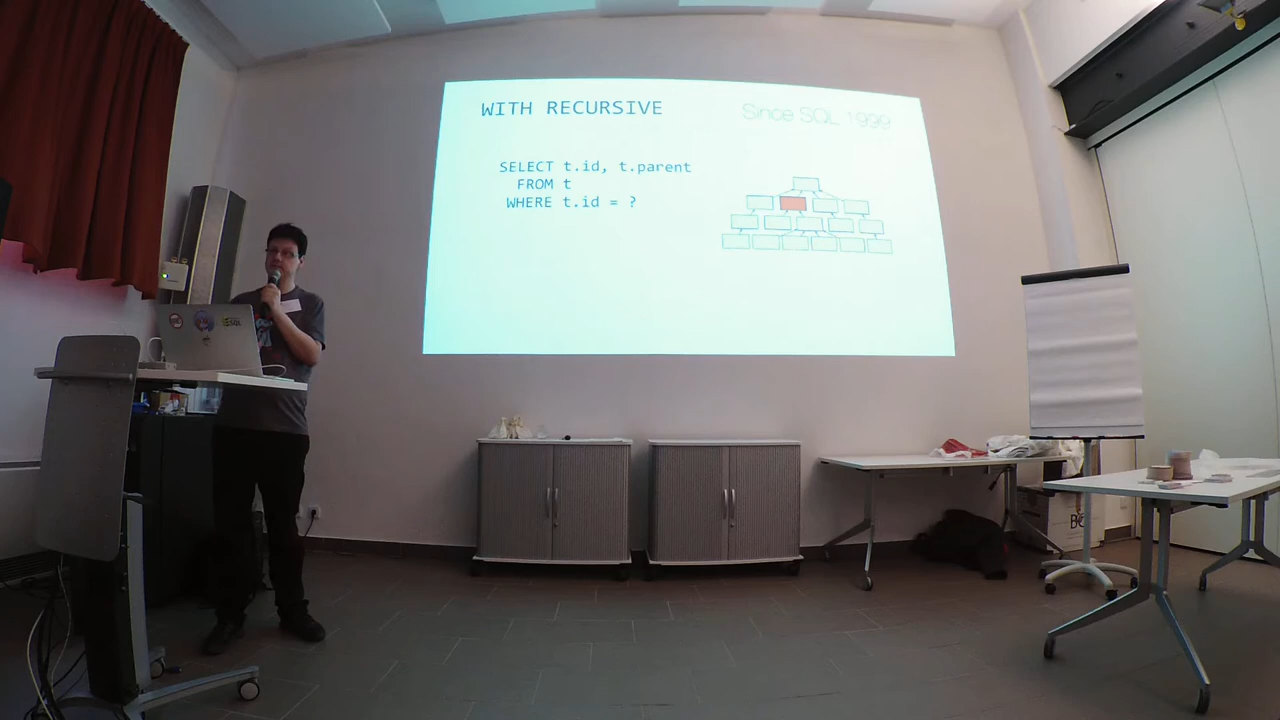 WITH RECURSIVE
Since SQL 1999
SELECT t.id, t.parent
FROM t
WHERE t.id = ?